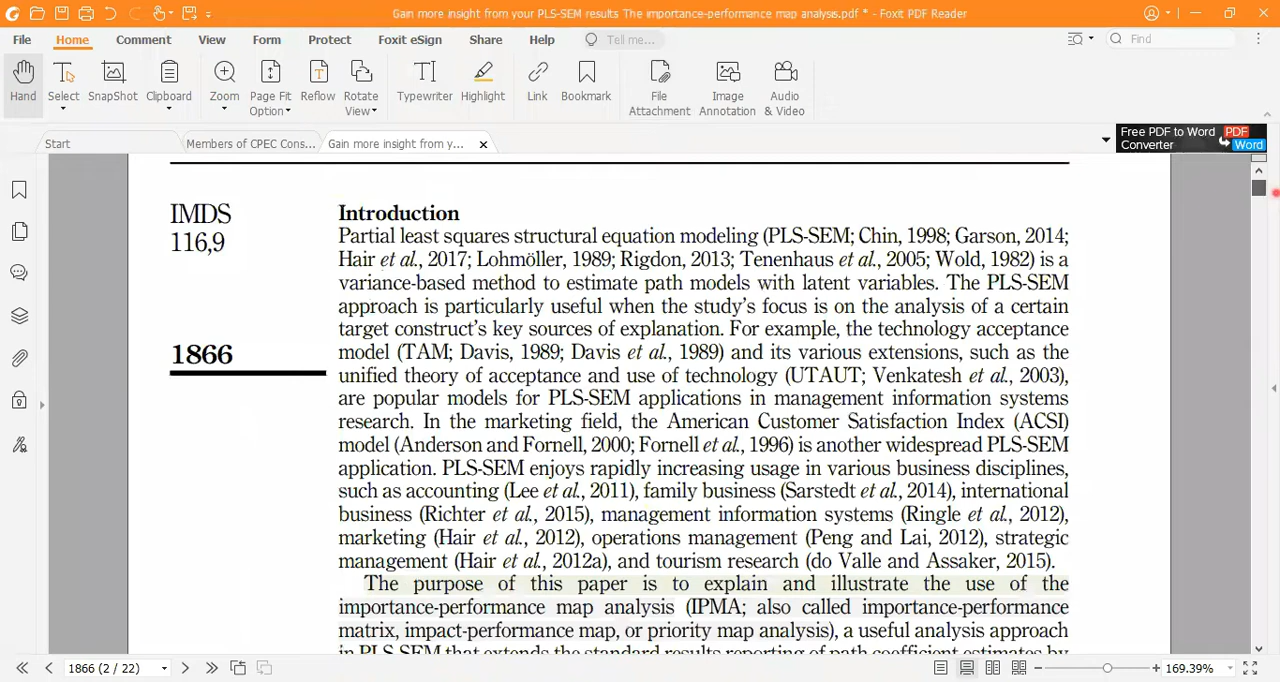 Gain more insight from your PLS-SEM results The importance-performance map analysis.pdf * - Foxit PDF Reader
File Home Comment View Form Protect Foxit eSign Share Help Tell me... Find
Hand Select SnapShot Clipboard Zoom Page Fit Option Reflow Rotate View Typewriter Highlight Link Bookmark File Attachment Image Annotation Audio & Video
Start Members of CPEC Cons... Gain more insight from your P...
Free PDF to Word Converter PDF Word
IMDS
116,9
1866
Introduction
Partial least squares structural equation modeling (PLS-SEM; Chin, 1998; Garson, 2014;
Hair et al., 2017; Lohmöller, 1989; Rigdon, 2013; Tenenhaus et al., 2005; Wold, 1982) is a
variance-based method to estimate path models with latent variables. The PLS-SEM
approach is particularly useful when the study's focus is on the analysis of a certain
target construct's key sources of explanation. For example, the technology acceptance
model (TAM; Davis, 1989; Davis et al., 1989) and its various extensions, such as the
unified theory of acceptance and use of technology (UTAUT; Venkatesh et al., 2003),
are popular models for PLS-SEM applications in management information systems
research. In the marketing field, the American Customer Satisfaction Index (ACSI)
model (Anderson and Fornell, 2000; Fornell et al., 1996) is another widespread PLS-SEM
application. PLS-SEM enjoys rapidly increasing usage in various business disciplines,
such as accounting (Lee et al., 2011), family business (Sarstedt et al., 2014), international
business (Richter et al., 2015), management information systems (Ringle et al., 2012),
marketing (Hair et al., 2012), operations management (Peng and Lai, 2012), strategic
management (Hair et al., 2012a), and tourism research (do Valle and Assaker, 2015).
The purpose of this paper is to explain and illustrate the use of the
importance-performance map analysis (IPMA; also called importance-performance
matrix, impact-performance map, or priority map analysis), a useful analysis approach
in PLS-SEM that extends the standard results reporting of path coefficient estimates by
1866 (2 / 22) 169.39%